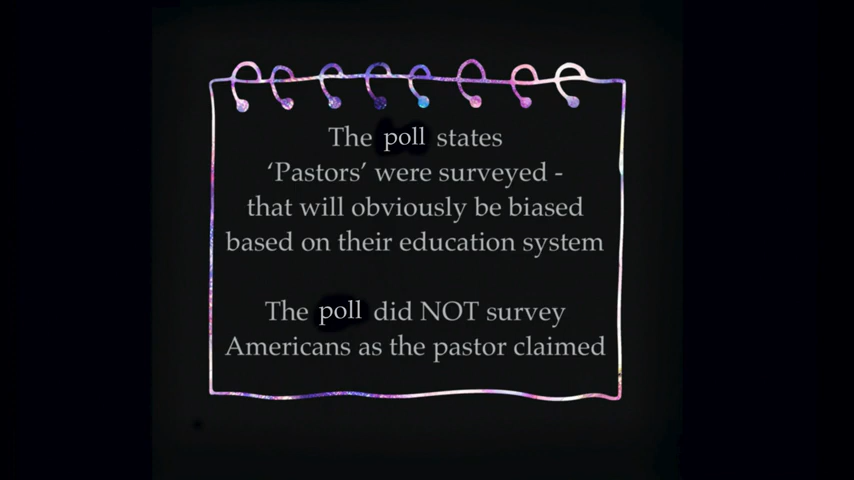 The poll states
‘Pastors’ were surveyed -
that will obviously be biased
based on their education system
The poll did NOT survey
Americans as the pastor claimed